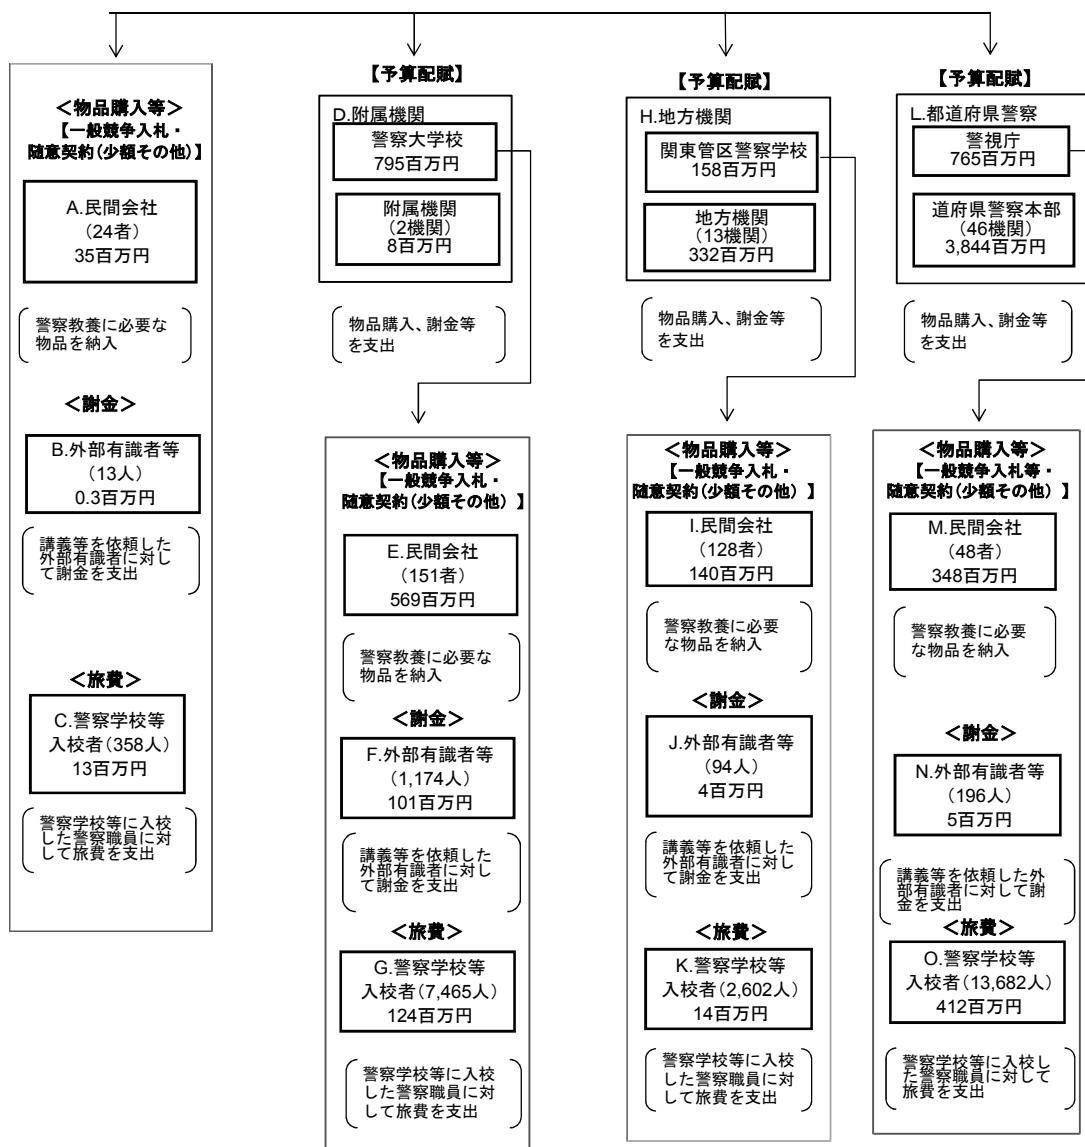 ＜物品購入等＞
【一般競争入札・
随意契約(少額その他)】
A.民間会社
(24者)
35百万円
警察教養に必要な
物品を納入
＜謝金＞
B.外部有識者等
(13人)
0.3百万円
講義等を依頼した
外部有識者に対し
て謝金を支出
＜旅費＞
C.警察学校等
入校者(358人)
13百万円
警察学校等に入校
した警察職員に対
して旅費を支出
【予算配賦】
D.附属機関
警察大学校
795百万円
附属機関
(2機関)
8百万円
物品購入、謝金等
を支出
＜物品購入等＞
【一般競争入札・
随意契約(少額その他）】
E.民間会社
(151者)
569百万円
警察教養に必要な
物品を納入
＜謝金＞
F.外部有識者等
(1,174人)
101百万円
講義等を依頼した
外部有識者に対し
て謝金を支出
＜旅費＞
G.警察学校等
入校者(7,465人)
124百万円
警察学校等に入校
した警察職員に対
して旅費を支出
【予算配賦】
H.地方機関
関東管区警察学校
158百万円
地方機関
(13機関)
332百万円
物品購入、謝金等
を支出
＜物品購入等＞
【一般競争入札・
随意契約(少額その他）】
I.民間会社
(128者)
140百万円
警察教養に必要
な物品を納入
＜謝金＞
J.外部有識者等
(94人)
4百万円
講義等を依頼した
外部有識者に対し
て謝金を支出
＜旅費＞
K.警察学校等
入校者(2,602人)
14百万円
警察学校等に入校
した警察職員に対
して旅費を支出
【予算配賦】
L.都道府県警察
警視庁
765百万円
道府県警察本部
(46機関)
3,844百万円
物品購入、謝金等
を支出
＜物品購入等＞
【一般競争入札等・
随意契約(少額その他）】
M.民間会社
(48者)
348百万円
警察教養に必要
な物品を納入
＜謝金＞
N.外部有識者等
(196人)
5百万円
講義等を依頼した外
部有識者に対して謝
金を支出
＜旅費＞
O.警察学校等
入校者(13,682人)
412百万円
警察学校等に入校し
た警察職員に対して
旅費を支出